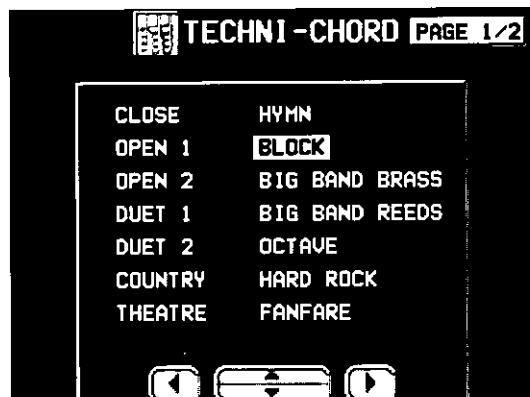 TECHNI-CHORD PAGE 1/2
CLOSE HYMN
OPEN 1 BLOCK
OPEN 2 BIG BAND BRASS
DUET 1 BIG BAND REEDS
DUET 2 OCTAVE
COUNTRY HARD ROCK
THEATRE FANFARE